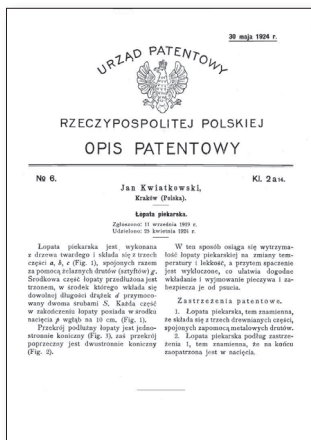 30 maja 1924 r.
URZĄD PATENTOWY
RZECZYPOSPOLITEJ POLSKIEJ
OPIS PATENTOWY
№ 6.
Kl. 2 a 14.
Jan Kwiatkowski,
Kraków (Polska).
Łopata piekarska.
Zgłoszono: 11 września 1919 r.
Udzielono: 25 kwietnia 1924 r.
Łopata piekarska jest wykonana
z drzewa twardego i składa się z trzech
części a, b, c (Fig. 1), spojonych razem
za pomocą żelaznych drutów (sztyftów) g.
Środkowa część łopaty przedłużona jest
trzonem, w środek którego wkłada się
dowolnej długości drążek d przymoco-
wany dwoma śrubami S. Każda część
w zakończeniu łopaty posiada w środku
nacięcia p wgłąb na 10 cm. (Fig. 1).
Przekrój podłużny łopaty jest jedno-
stronnie koniczny (Fig. 3), zaś przekrój
poprzeczny jest dwustronnie koniczny
(Fig. 2).
W ten sposób osiąga się wytrzyma-
łość łopaty piekarskiej na zmiany tem-
peratury i lekkość, a przytem spaczenie
jest wykluczone, co ułatwia dogodne
wkładanie i wyjmowanie pieczywa i za-
bezpiecza je od psucia.
Zastrzeżenia patentowe.
1. Łopata piekarska, tem znamienna,
że składa się z trzech drewnianych części,
spojonych zapomocą metalowych drutów.
2. Łopata piekarska podług zastrze-
żenia 1, tem znamienna, że na końcu
zaopatrzona jest w nacięcia.